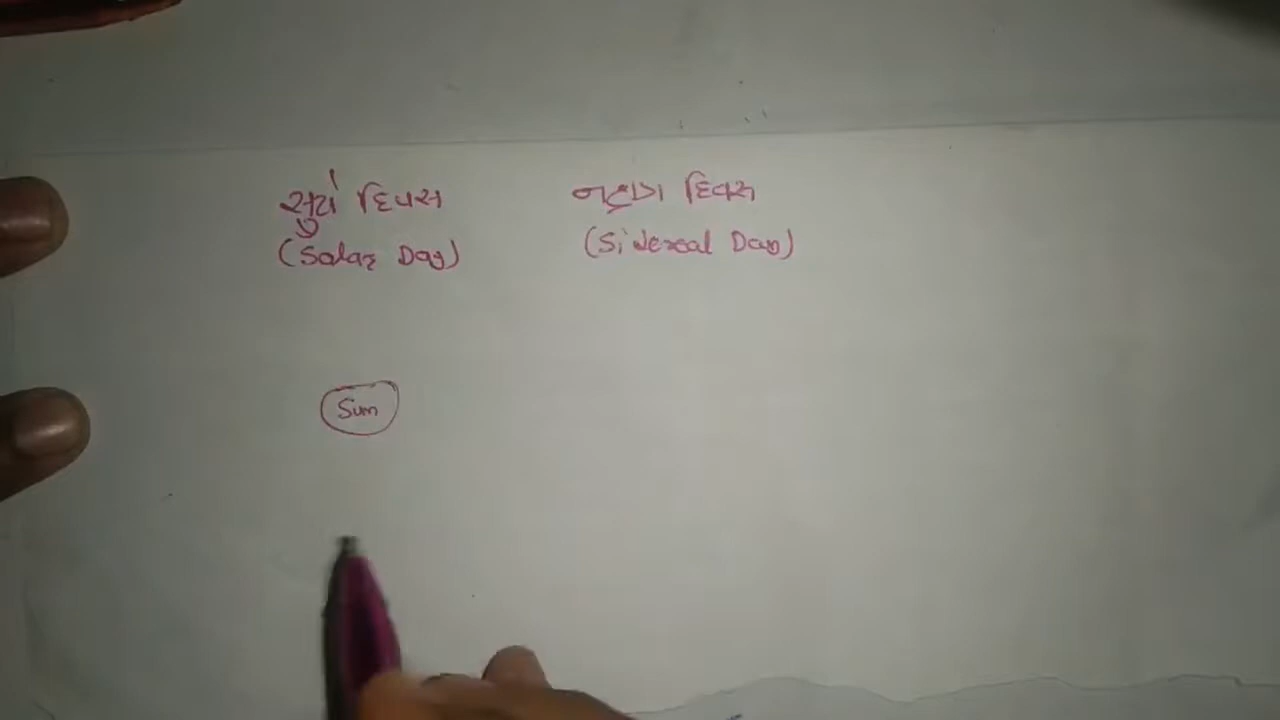 સુર્ય દિવસ
(Solar Day)
નક્ષત્ર દિવસ
(Sidereal Day)
Sun